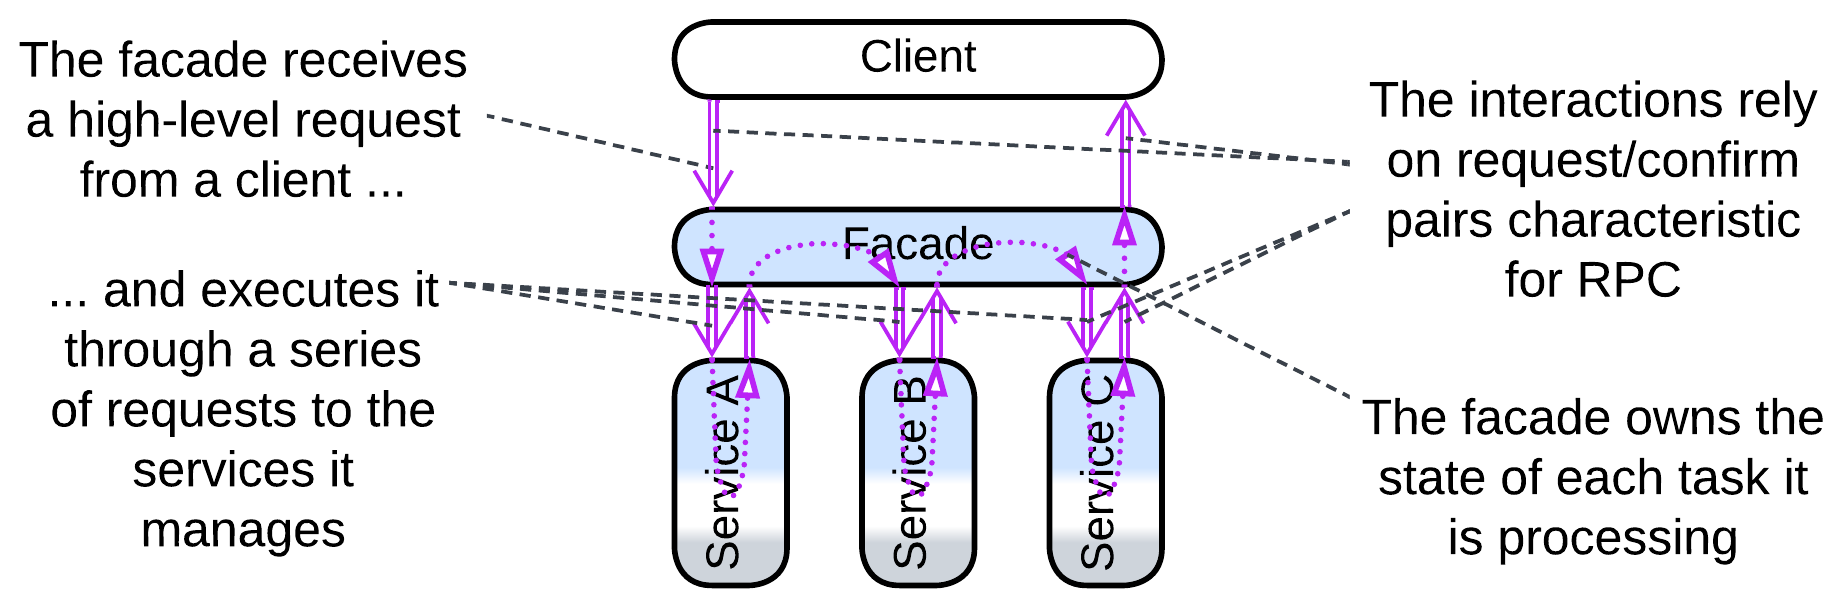 The facade receives
a high-level request
from a client ...
... and executes it
through a series
of requests to the
services it
manages
Client
Facade
Service A
Service B
Service C
The interactions rely
on request/confirm
pairs characteristic
for RPC
The facade owns the
state of each task it
is processing